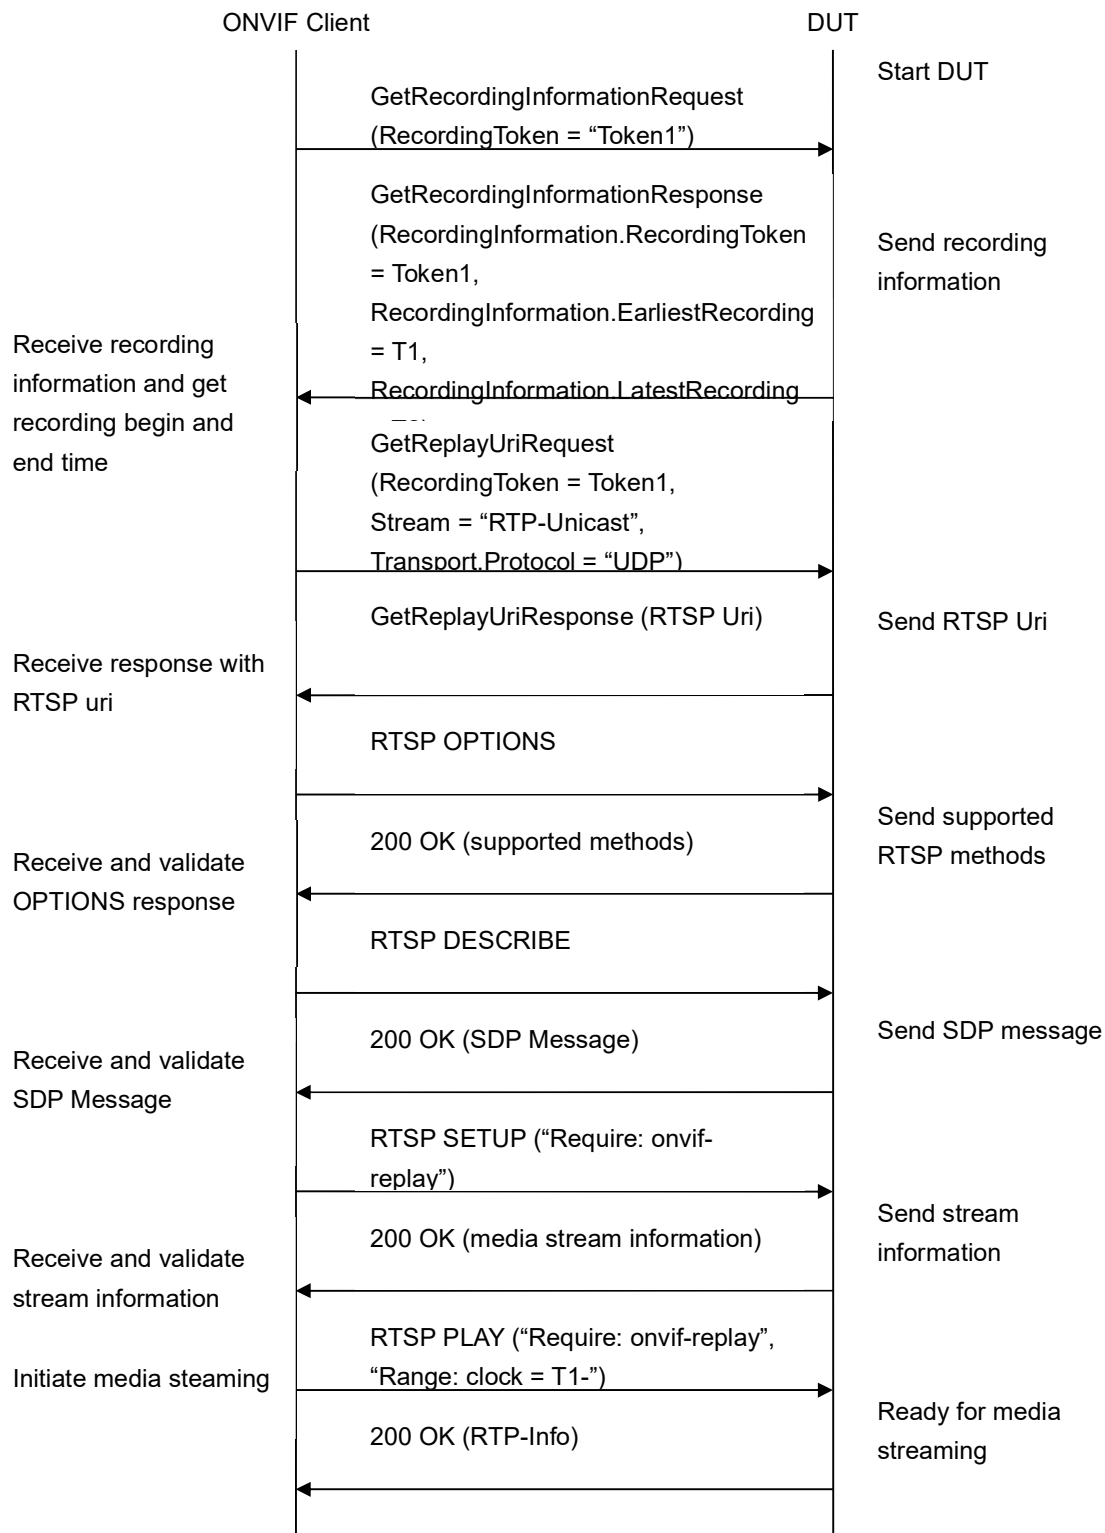 ONVIF Client
DUT
Start DUT
GetRecordingInformationRequest
(RecordingToken = “Token1”)
GetRecordingInformationResponse
(RecordingInformation.RecordingToken
= Token1,
RecordingInformation.EarliestRecording
= T1,
RecordingInformation.LatestRecording
Send recording
information
Receive recording
information and get
recording begin and
end time
GetReplayUriRequest
(RecordingToken = Token1,
Stream = “RTP-Unicast”,
Transport.Protocol = “UDP”)
GetReplayUriResponse (RTSP Uri)
Send RTSP Uri
Receive response with
RTSP uri
RTSP OPTIONS
Send supported
RTSP methods
200 OK (supported methods)
Receive and validate
OPTIONS response
RTSP DESCRIBE
Send SDP message
200 OK (SDP Message)
Receive and validate
SDP Message
RTSP SETUP (“Require: onvif-
replay”)
Send stream
information
200 OK (media stream information)
Receive and validate
stream information
RTSP PLAY (“Require: onvif-replay”,
“Range: clock = T1-”)
Initiate media steaming
Ready for media
streaming
200 OK (RTP-Info)